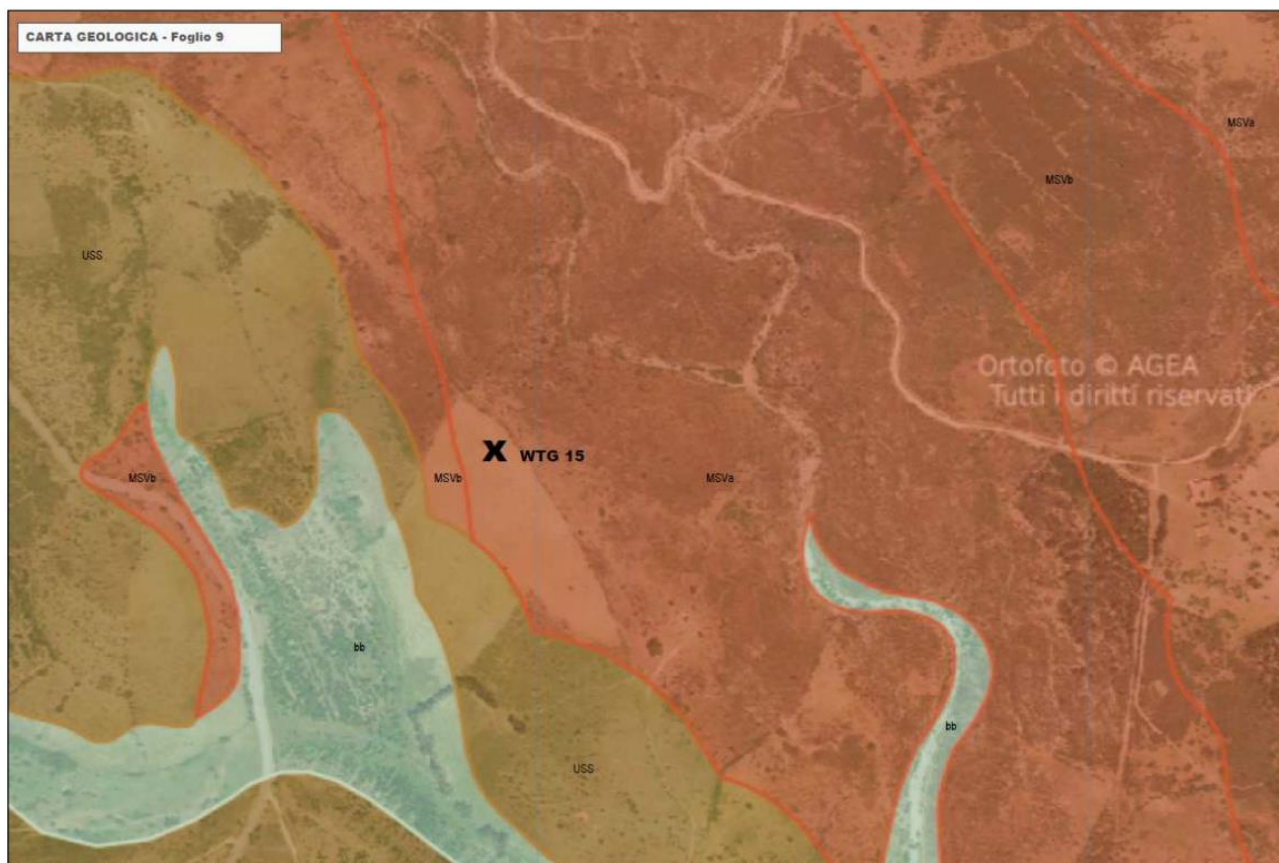 CARTA GEOLOGICA - Foglio 9
MSVa
MSVb
USS
Ortofoto © AGEA
Tutti i diritti riservati
X WTG 15
MSVb
MSVb
MSVa
bb
bb
USS